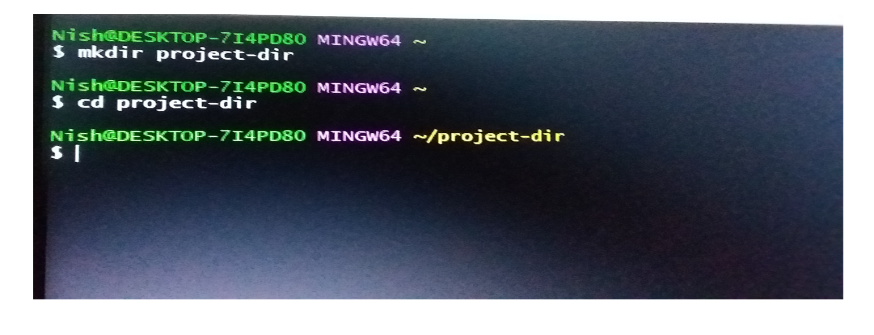 Nish@DESKTOP-7I4PD80 MINGW64 ~
$ mkdir project-dir
Nish@DESKTOP-7I4PD80 MINGW64 ~
$ cd project-dir
Nish@DESKTOP-7I4PD80 MINGW64 ~/project-dir
$